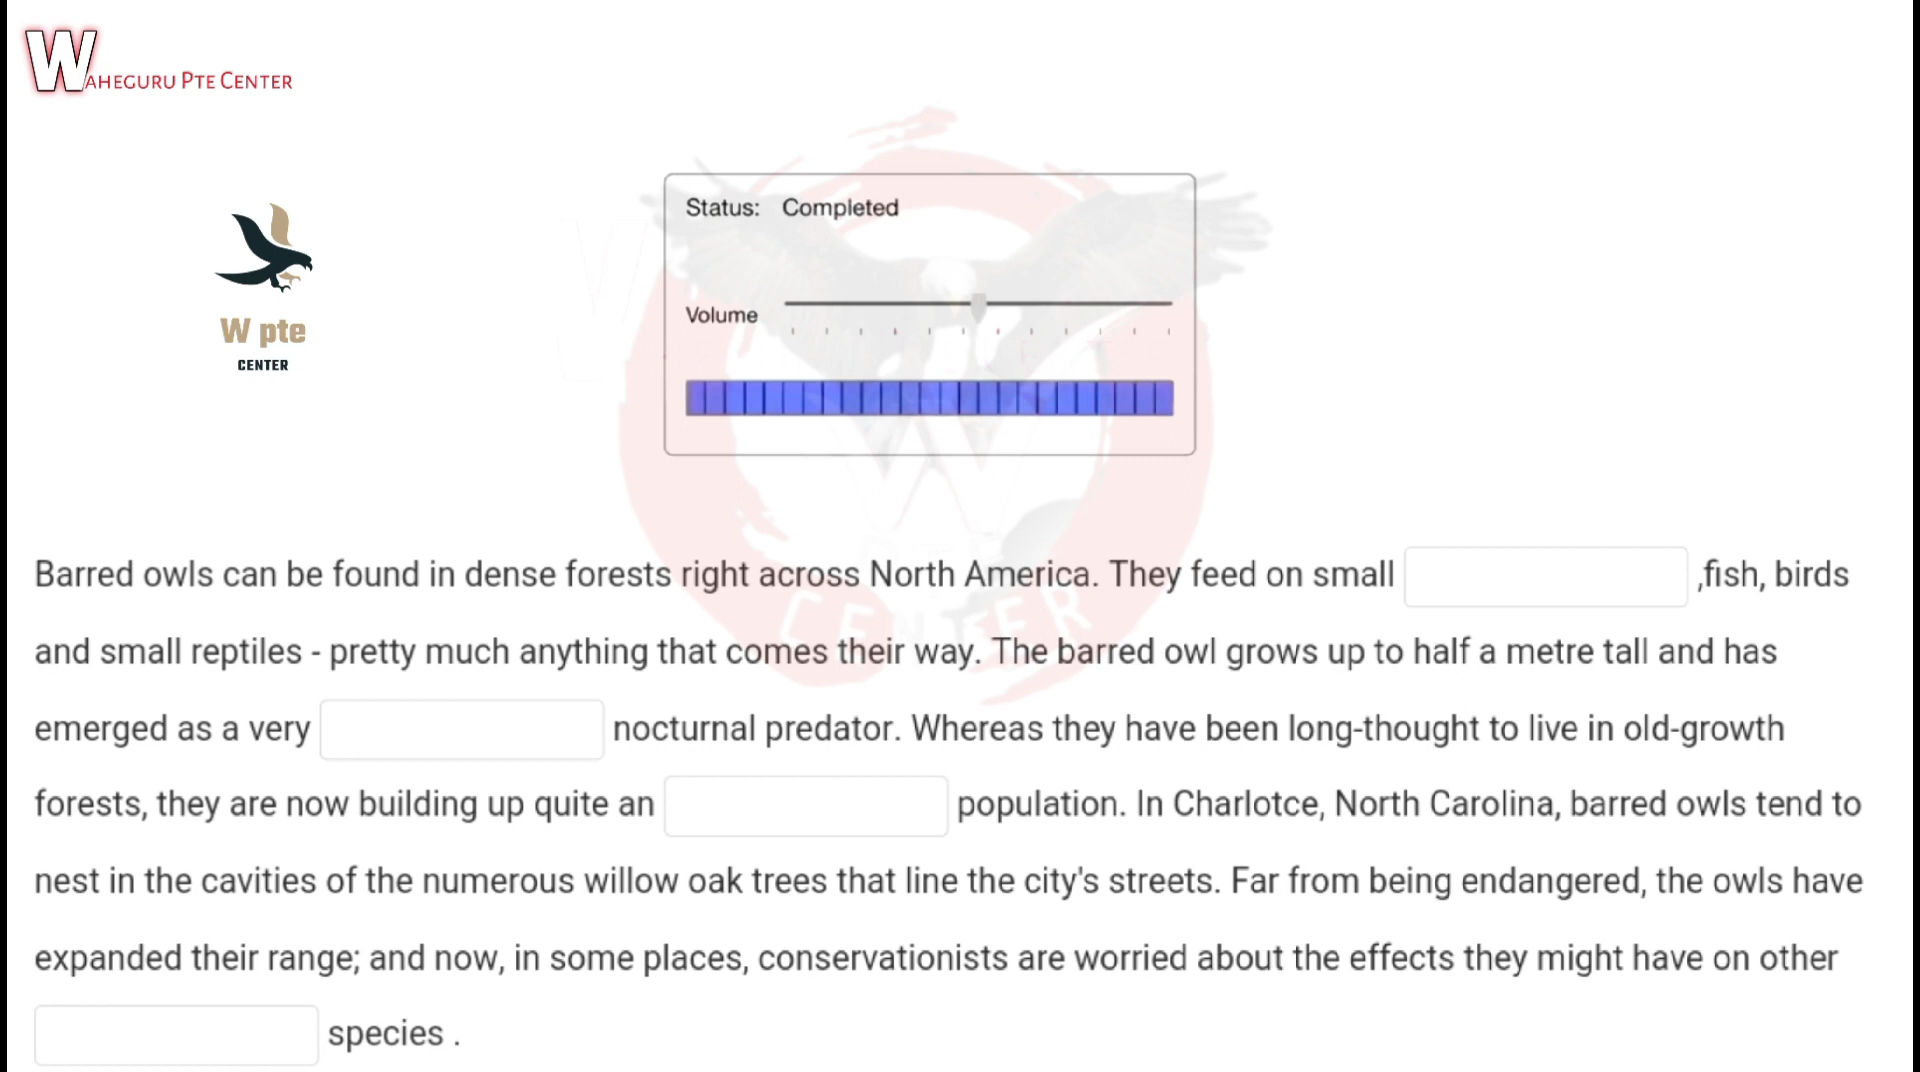 WAHEGURU PTE CENTER
Status: Completed
Volume
W pte
CENTER
Barred owls can be found in dense forests right across North America. They feed on small ,fish, birds
and small reptiles - pretty much anything that comes their way. The barred owl grows up to half a metre tall and has
emerged as a very nocturnal predator. Whereas they have been long-thought to live in old-growth
forests, they are now building up quite an population. In Charlotce, North Carolina, barred owls tend to
nest in the cavities of the numerous willow oak trees that line the city's streets. Far from being endangered, the owls have
expanded their range; and now, in some places, conservationists are worried about the effects they might have on other
species .
W
PTE
CENTER